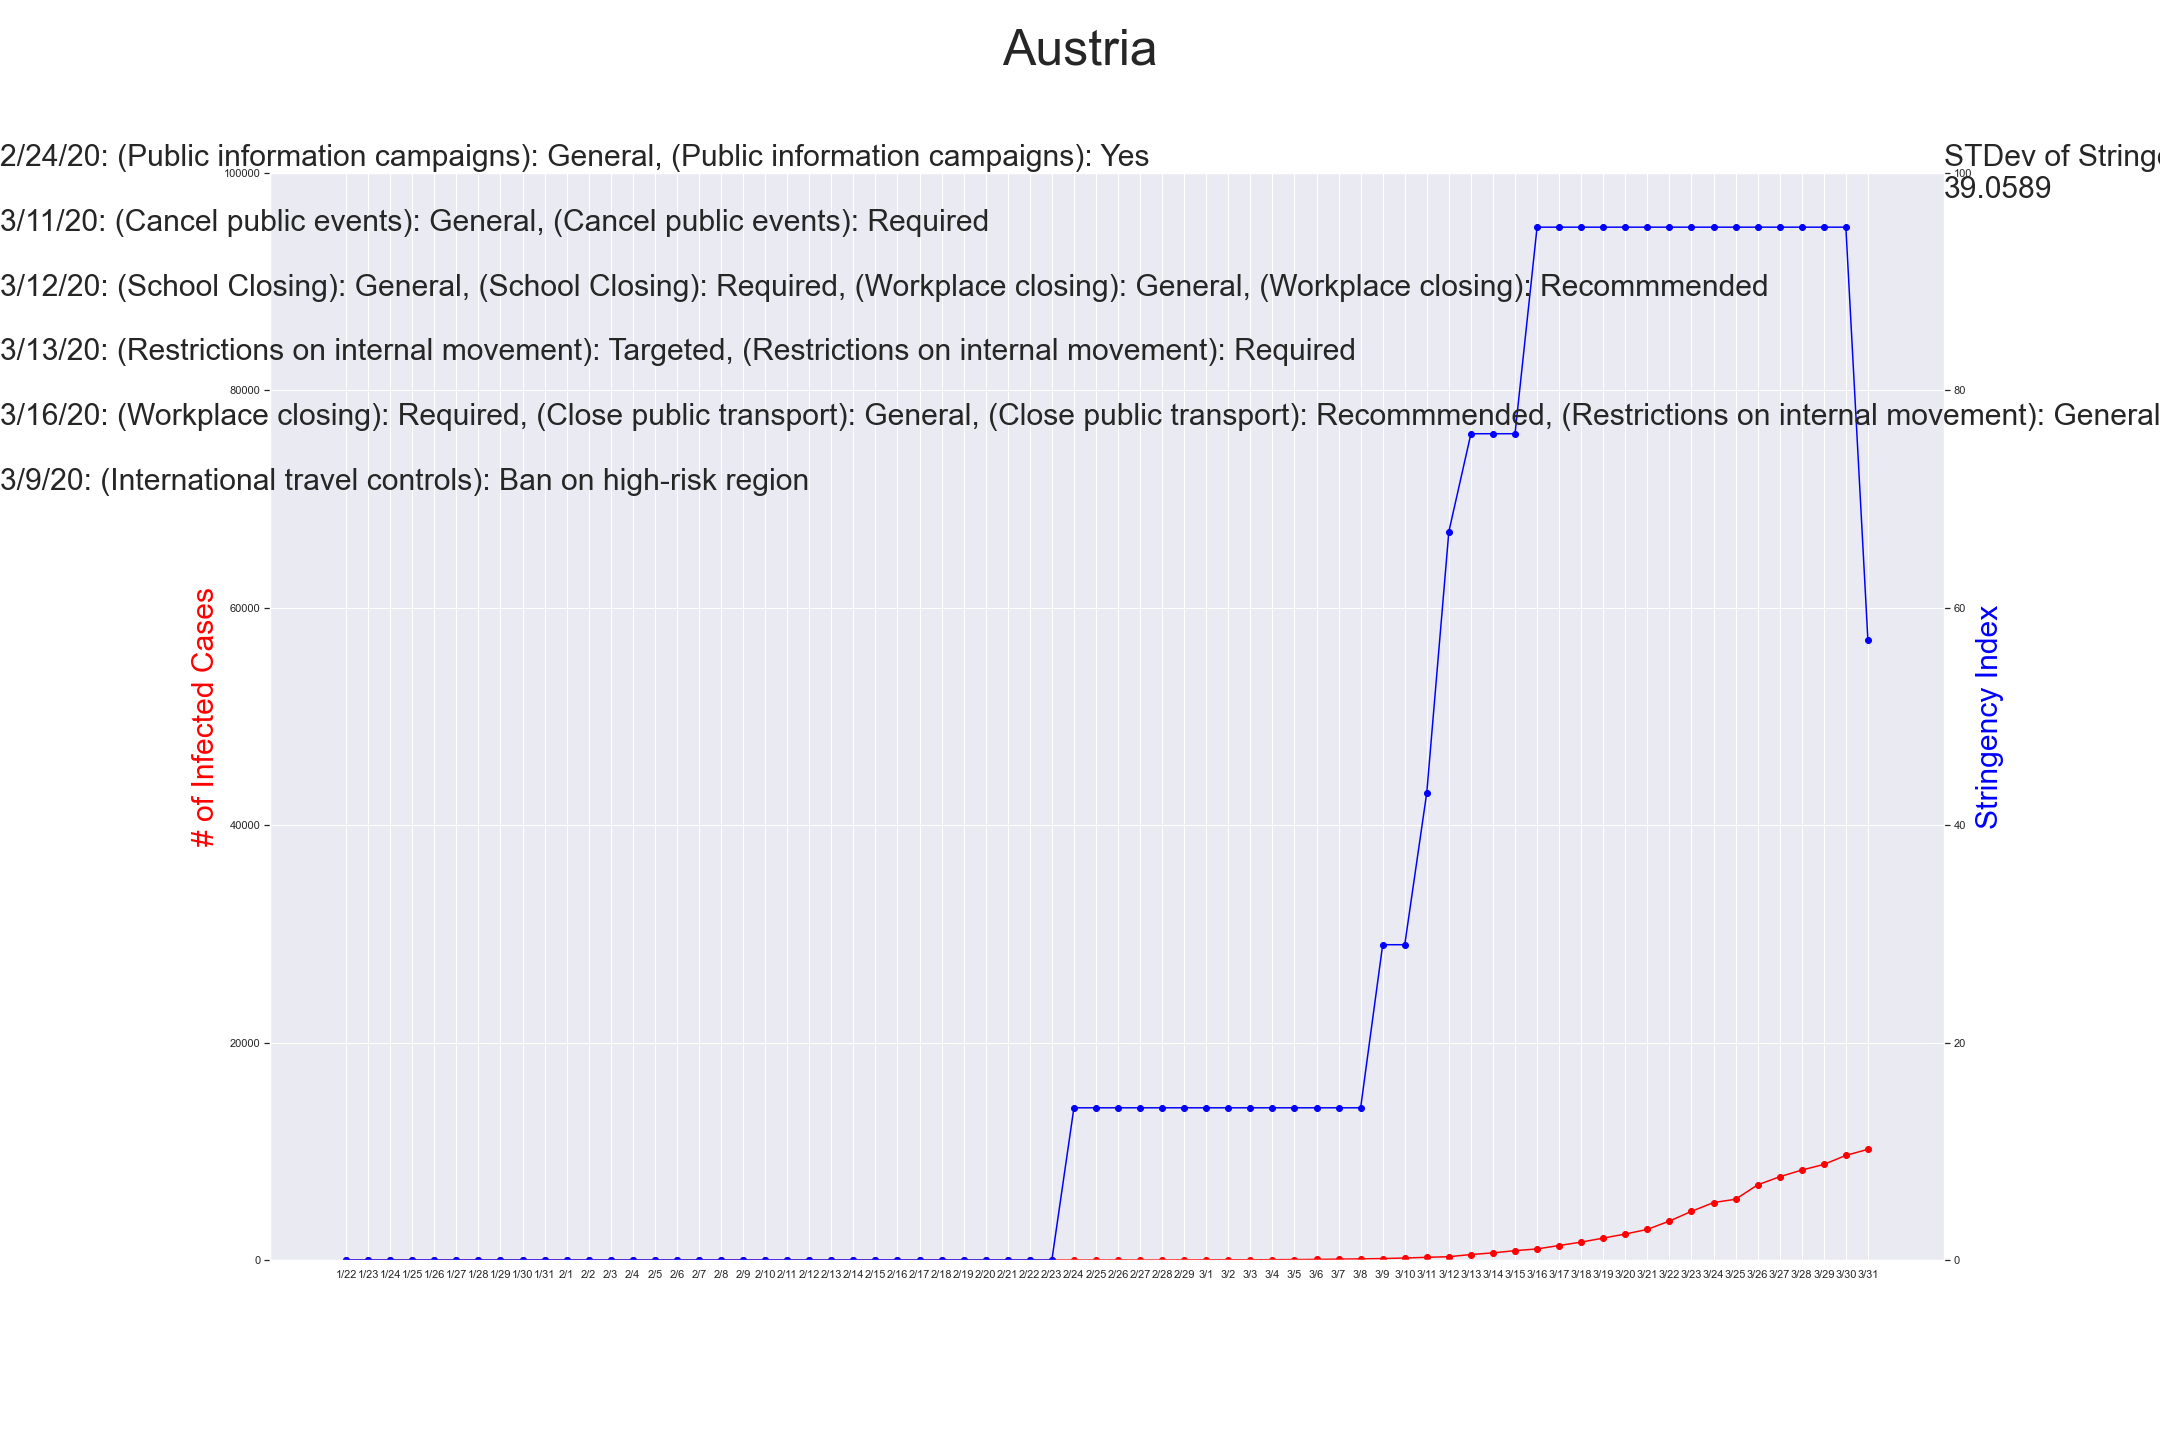 Austria
2/24/20: (Public information campaigns): General, (Public information campaigns): Yes
STDev of Stringe
39.0589
3/11/20: (Cancel public events): General, (Cancel public events): Required
3/12/20: (School Closing): General, (School Closing): Required, (Workplace closing): General, (Workplace closing): Recommmended
3/13/20: (Restrictions on internal movement): Targeted, (Restrictions on internal movement): Required
3/16/20: (Workplace closing): Required, (Close public transport): General, (Close public transport): Recommmended, (Restrictions on internal movement): General
3/9/20: (International travel controls): Ban on high-risk region
# of Infected Cases
100000
80000
60000
40000
20000
0
Stringency Index
100
80
60
40
20
0
1/22 1/23 1/24 1/25 1/26 1/27 1/28 1/29 1/30 1/31 2/1 2/2 2/3 2/4 2/5 2/6 2/7 2/8 2/9 2/10 2/11 2/12 2/13 2/14 2/15 2/16 2/17 2/18 2/19 2/20 2/21 2/22 2/23 2/24 2/25 2/26 2/27 2/28 2/29 3/1 3/2 3/3 3/4 3/5 3/6 3/7 3/8 3/9 3/10 3/11 3/12 3/13 3/14 3/15 3/16 3/17 3/18 3/19 3/20 3/21 3/22 3/23 3/24 3/25 3/26 3/27 3/28 3/29 3/30 3/31